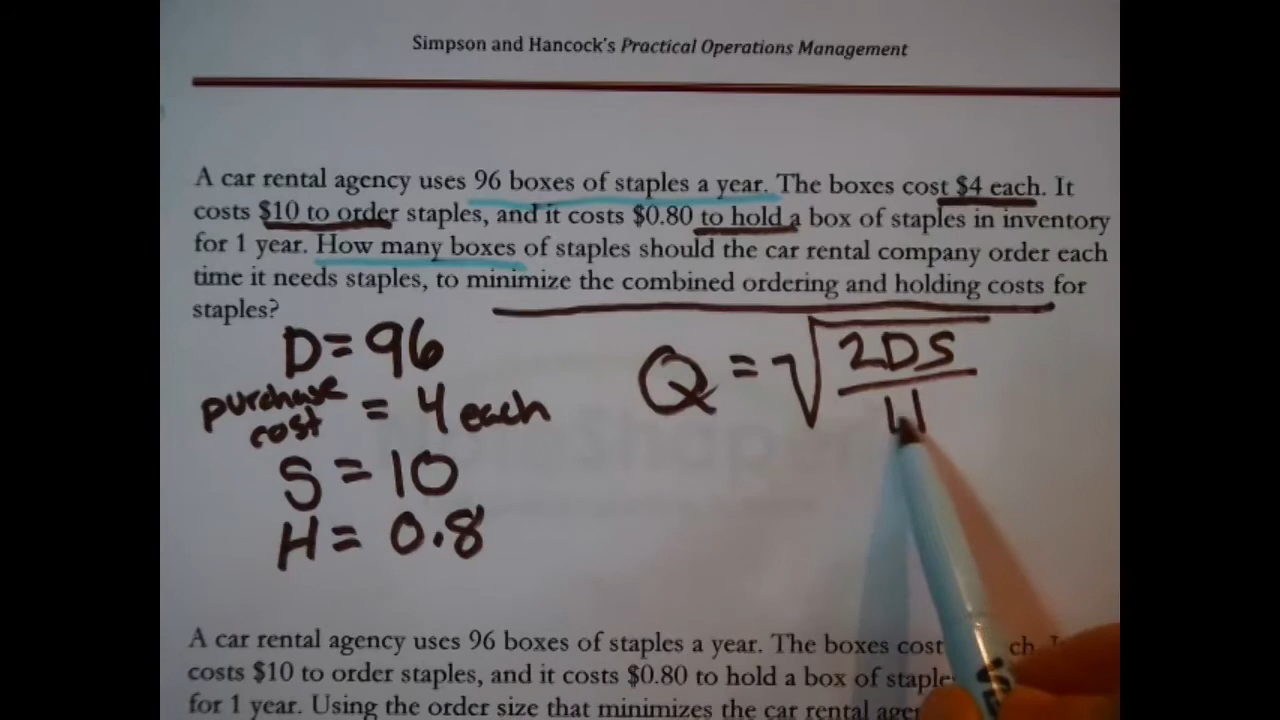 Simpson and Hancock's Practical Operations Management
A car rental agency uses 96 boxes of staples a year. The boxes cost $4 each. It
costs $10 to order staples, and it costs $0.80 to hold a box of staples in inventory
for 1 year. How many boxes of staples should the car rental company order each
time it needs staples, to minimize the combined ordering and holding costs for
staples?
D = 96
purchase cost = 4 each
S = 10
H = 0.8
Q = √2DS
H
A car rental agency uses 96 boxes of staples a year. The boxes cost
costs $10 to order staples, and it costs $0.80 to hold a box of
for 1 year. Using the order size that minimizes the car rental